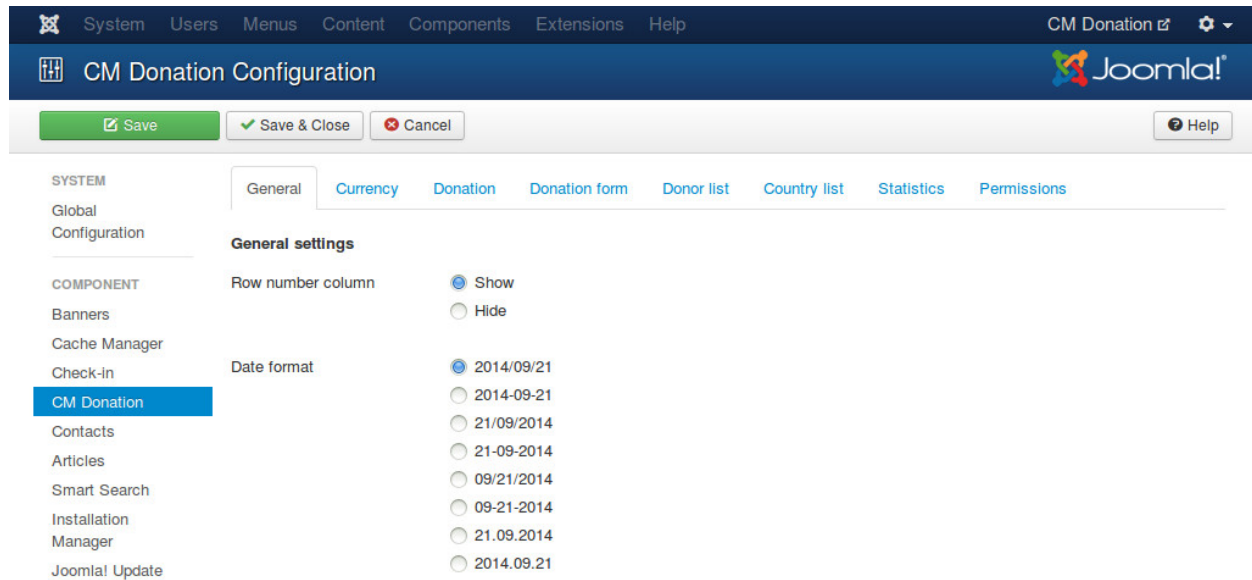 System Users Menus Content Components Extensions Help CM Donation
CM Donation Configuration Joomla!
Save Save & Close Cancel Help
SYSTEM
Global
Configuration
COMPONENT
Banners
Cache Manager
Check-in
CM Donation
Contacts
Articles
Smart Search
Installation
Manager
Joomla! Update
General Currency Donation Donation form Donor list Country list Statistics Permissions
General settings
Row number column Show
Hide
Date format 2014/09/21
2014-09-21
21/09/2014
21-09-2014
09/21/2014
09-21-2014
21.09.2014
2014.09.21